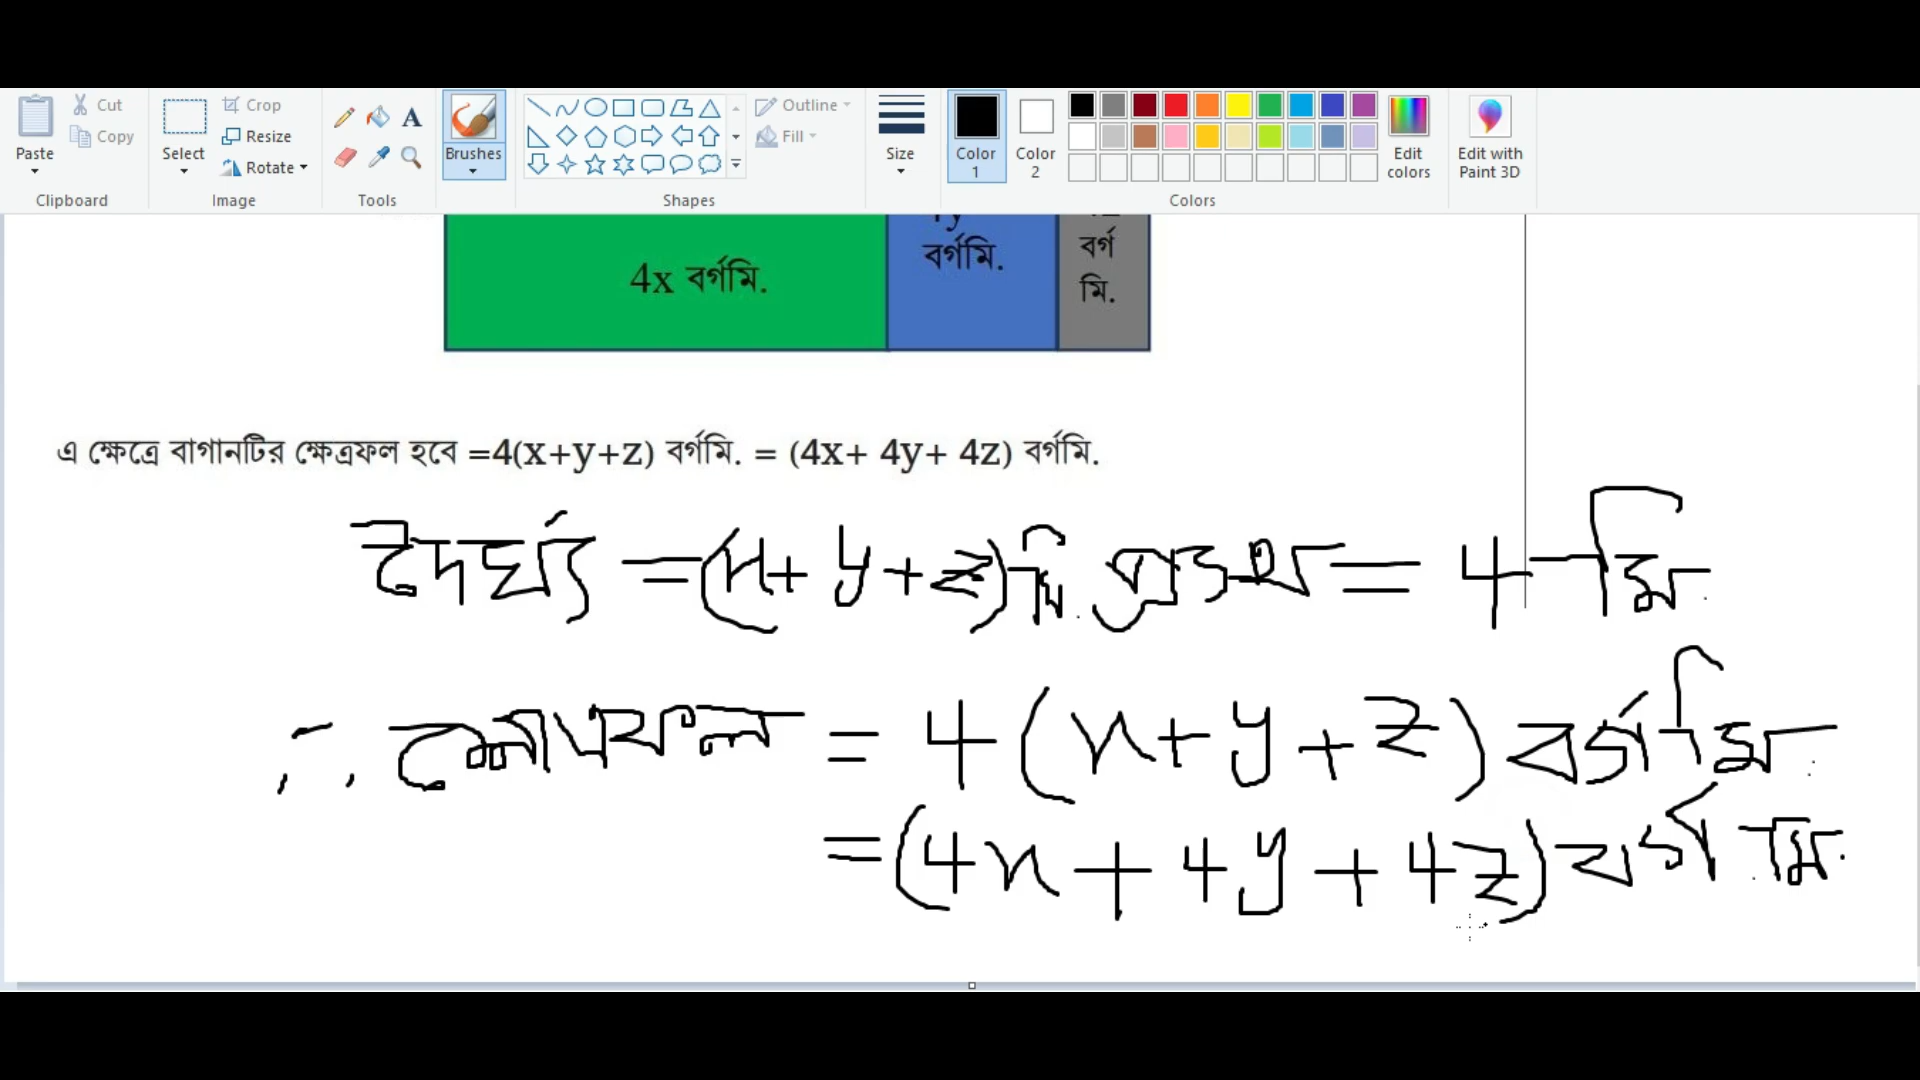 Paste
Cut
Copy
Clipboard
Select
Crop
Resize
Rotate
Image
A
Tools
Brushes
Shapes
Outline
Fill
Size
Color 1
Color 2
Colors
Edit colors
Edit with Paint 3D
4x বর্গমি.
বর্গমি.
বর্গ
মি.
এ ক্ষেত্রে বাগানটির ক্ষেত্রফল হবে =4(x+y+z) বর্গমি. = (4x+ 4y+ 4z) বর্গমি.
দৈর্ঘ্য = (x+y+z) মি. প্রস্থ = 4 মি.
∴ ক্ষেত্রফল = 4(x+y+z) বর্গমি.
= (4x+4y+4z) বর্গ মি.